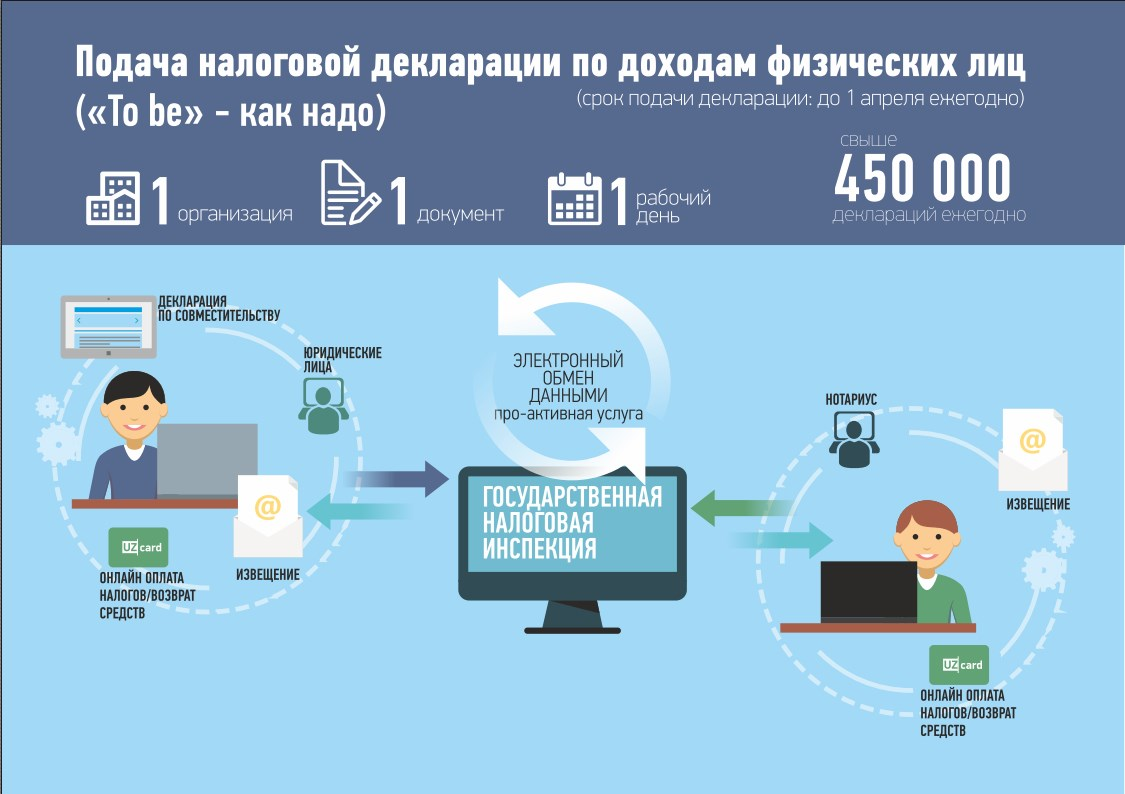 Подача налоговой декларации по доходам физических лиц
(«To be» - как надо)
(срок подачи декларации: до 1 апреля ежегодно)
1 организация
1 документ
1 рабочий
день
свыше
450 000
деклараций ежегодно
ДЕКЛАРАЦИЯ
ПО СОВМЕСТИТЕЛЬСТВУ
ЮРИДИЧЕСКИЕ
ЛИЦА
@
ИЗВЕЩЕНИЕ
UZcard
ОНЛАЙН ОПЛАТА
НАЛОГОВ/ВОЗВРАТ
СРЕДСТВ
ЭЛЕКТРОННЫЙ
ОБМЕН
ДАННЫМИ
про-активная услуга
ГОСУДАРСТВЕННАЯ
НАЛОГОВАЯ
ИНСПЕКЦИЯ
НОТАРИУС
@
ИЗВЕЩЕНИЕ
UZcard
ОНЛАЙН ОПЛАТА
НАЛОГОВ/ВОЗВРАТ
СРЕДСТВ